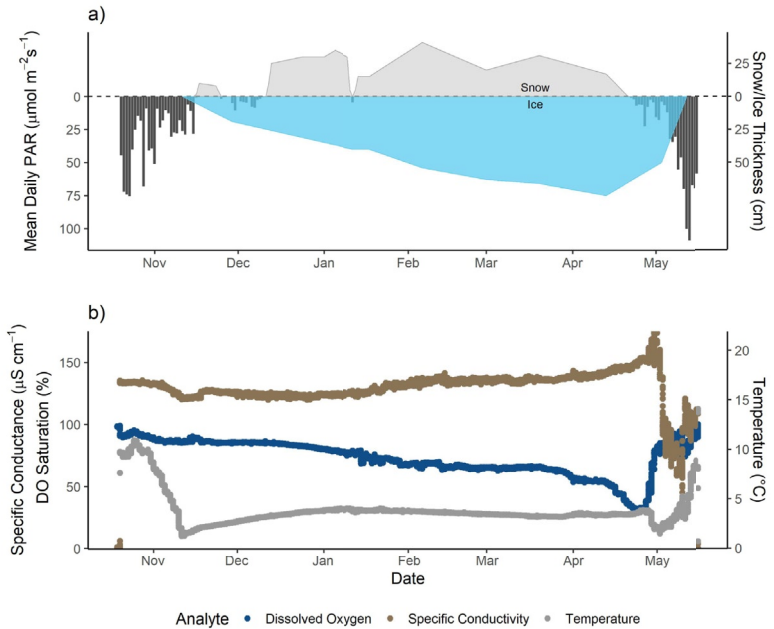 a)
Mean Daily PAR (μmol m⁻²s⁻¹)
0
25
50
75
100
Snow
Ice
25
0
25
50
Snow/Ice Thickness (cm)
Nov Dec Jan Feb Mar Apr May
b)
Specific Conductance (μS cm⁻¹)
DO Saturation (%)
150
100
50
0
20
15
10
5
0
Temperature (°C)
Nov Dec Jan Feb Mar Apr May
Date
Analyte Dissolved Oxygen Specific Conductivity Temperature